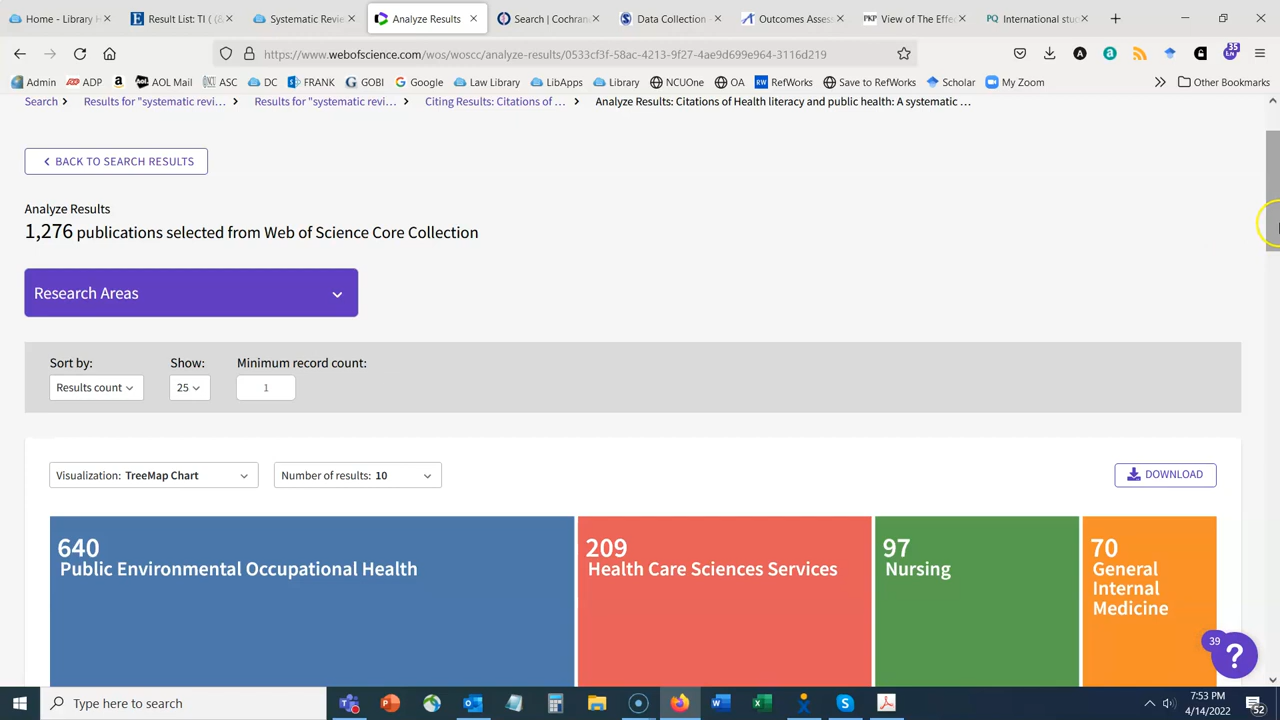 Home - Library H
Result List: TI ( (&
Systematic Revie
Analyze Results
Search | Cochran
Data Collection -
Outcomes Assess
PKP View of The Effec
PQ International stud
https://www.webofscience.com/wos/woscc/analyze-results/0533cf3f-58ac-4213-9f27-4ae9d699e964-3116d219
35
Admin ADP AOL Mail ASC DC FRANK GOBI Google Law Library LibApps Library NCUOne OA RefWorks Save to RefWorks Scholar My Zoom Other Bookmarks
Search > Results for "systematic revi... > Results for "systematic revi... > Citing Results: Citations of ... > Analyze Results: Citations of Health literacy and public health: A systematic ...
BACK TO SEARCH RESULTS
Analyze Results
1,276 publications selected from Web of Science Core Collection
Research Areas
Sort by: Show: Minimum record count:
Results count 25 1
Visualization: TreeMap Chart Number of results: 10 DOWNLOAD
640 209 97 70
Public Environmental Occupational Health Health Care Sciences Services Nursing General
Internal
Medicine
39
?
Type here to search
7:53 PM
4/14/2022
52